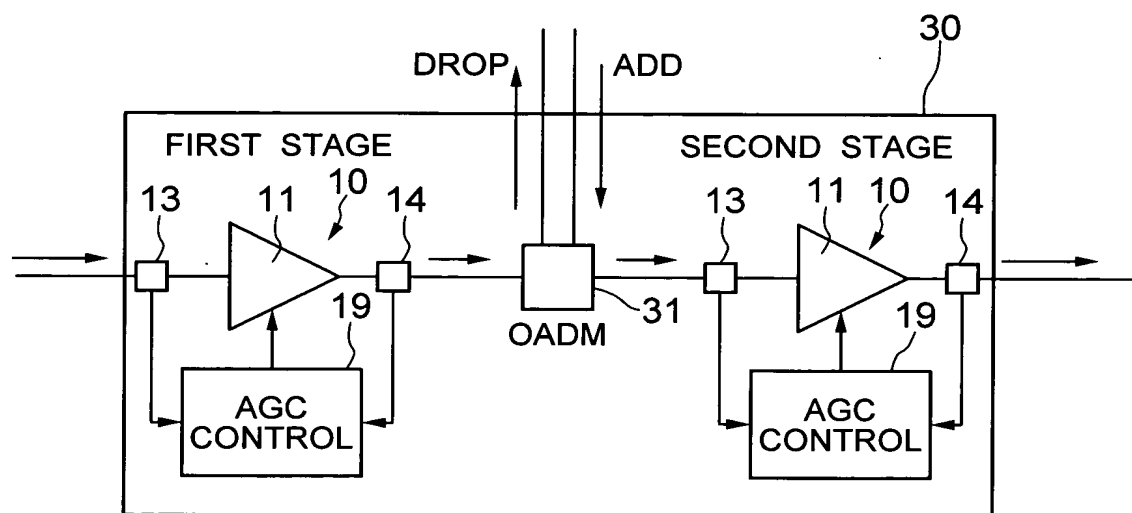 30
DROP
ADD
FIRST STAGE
SECOND STAGE
13
11
10
14
13
11
10
14
19
OADM
31
19
AGC
CONTROL
AGC
CONTROL